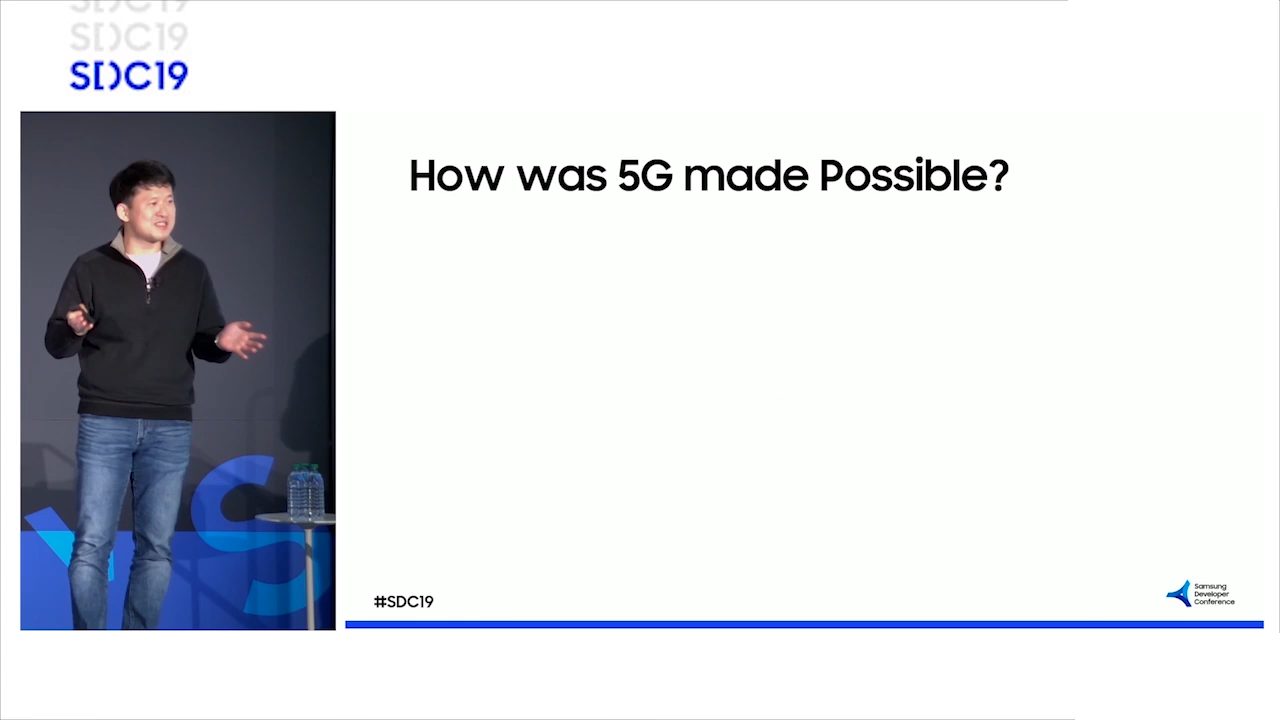 SDC19
SDC19
SDC19
How was 5G made Possible?
#SDC19
Samsung
Developer
Conference